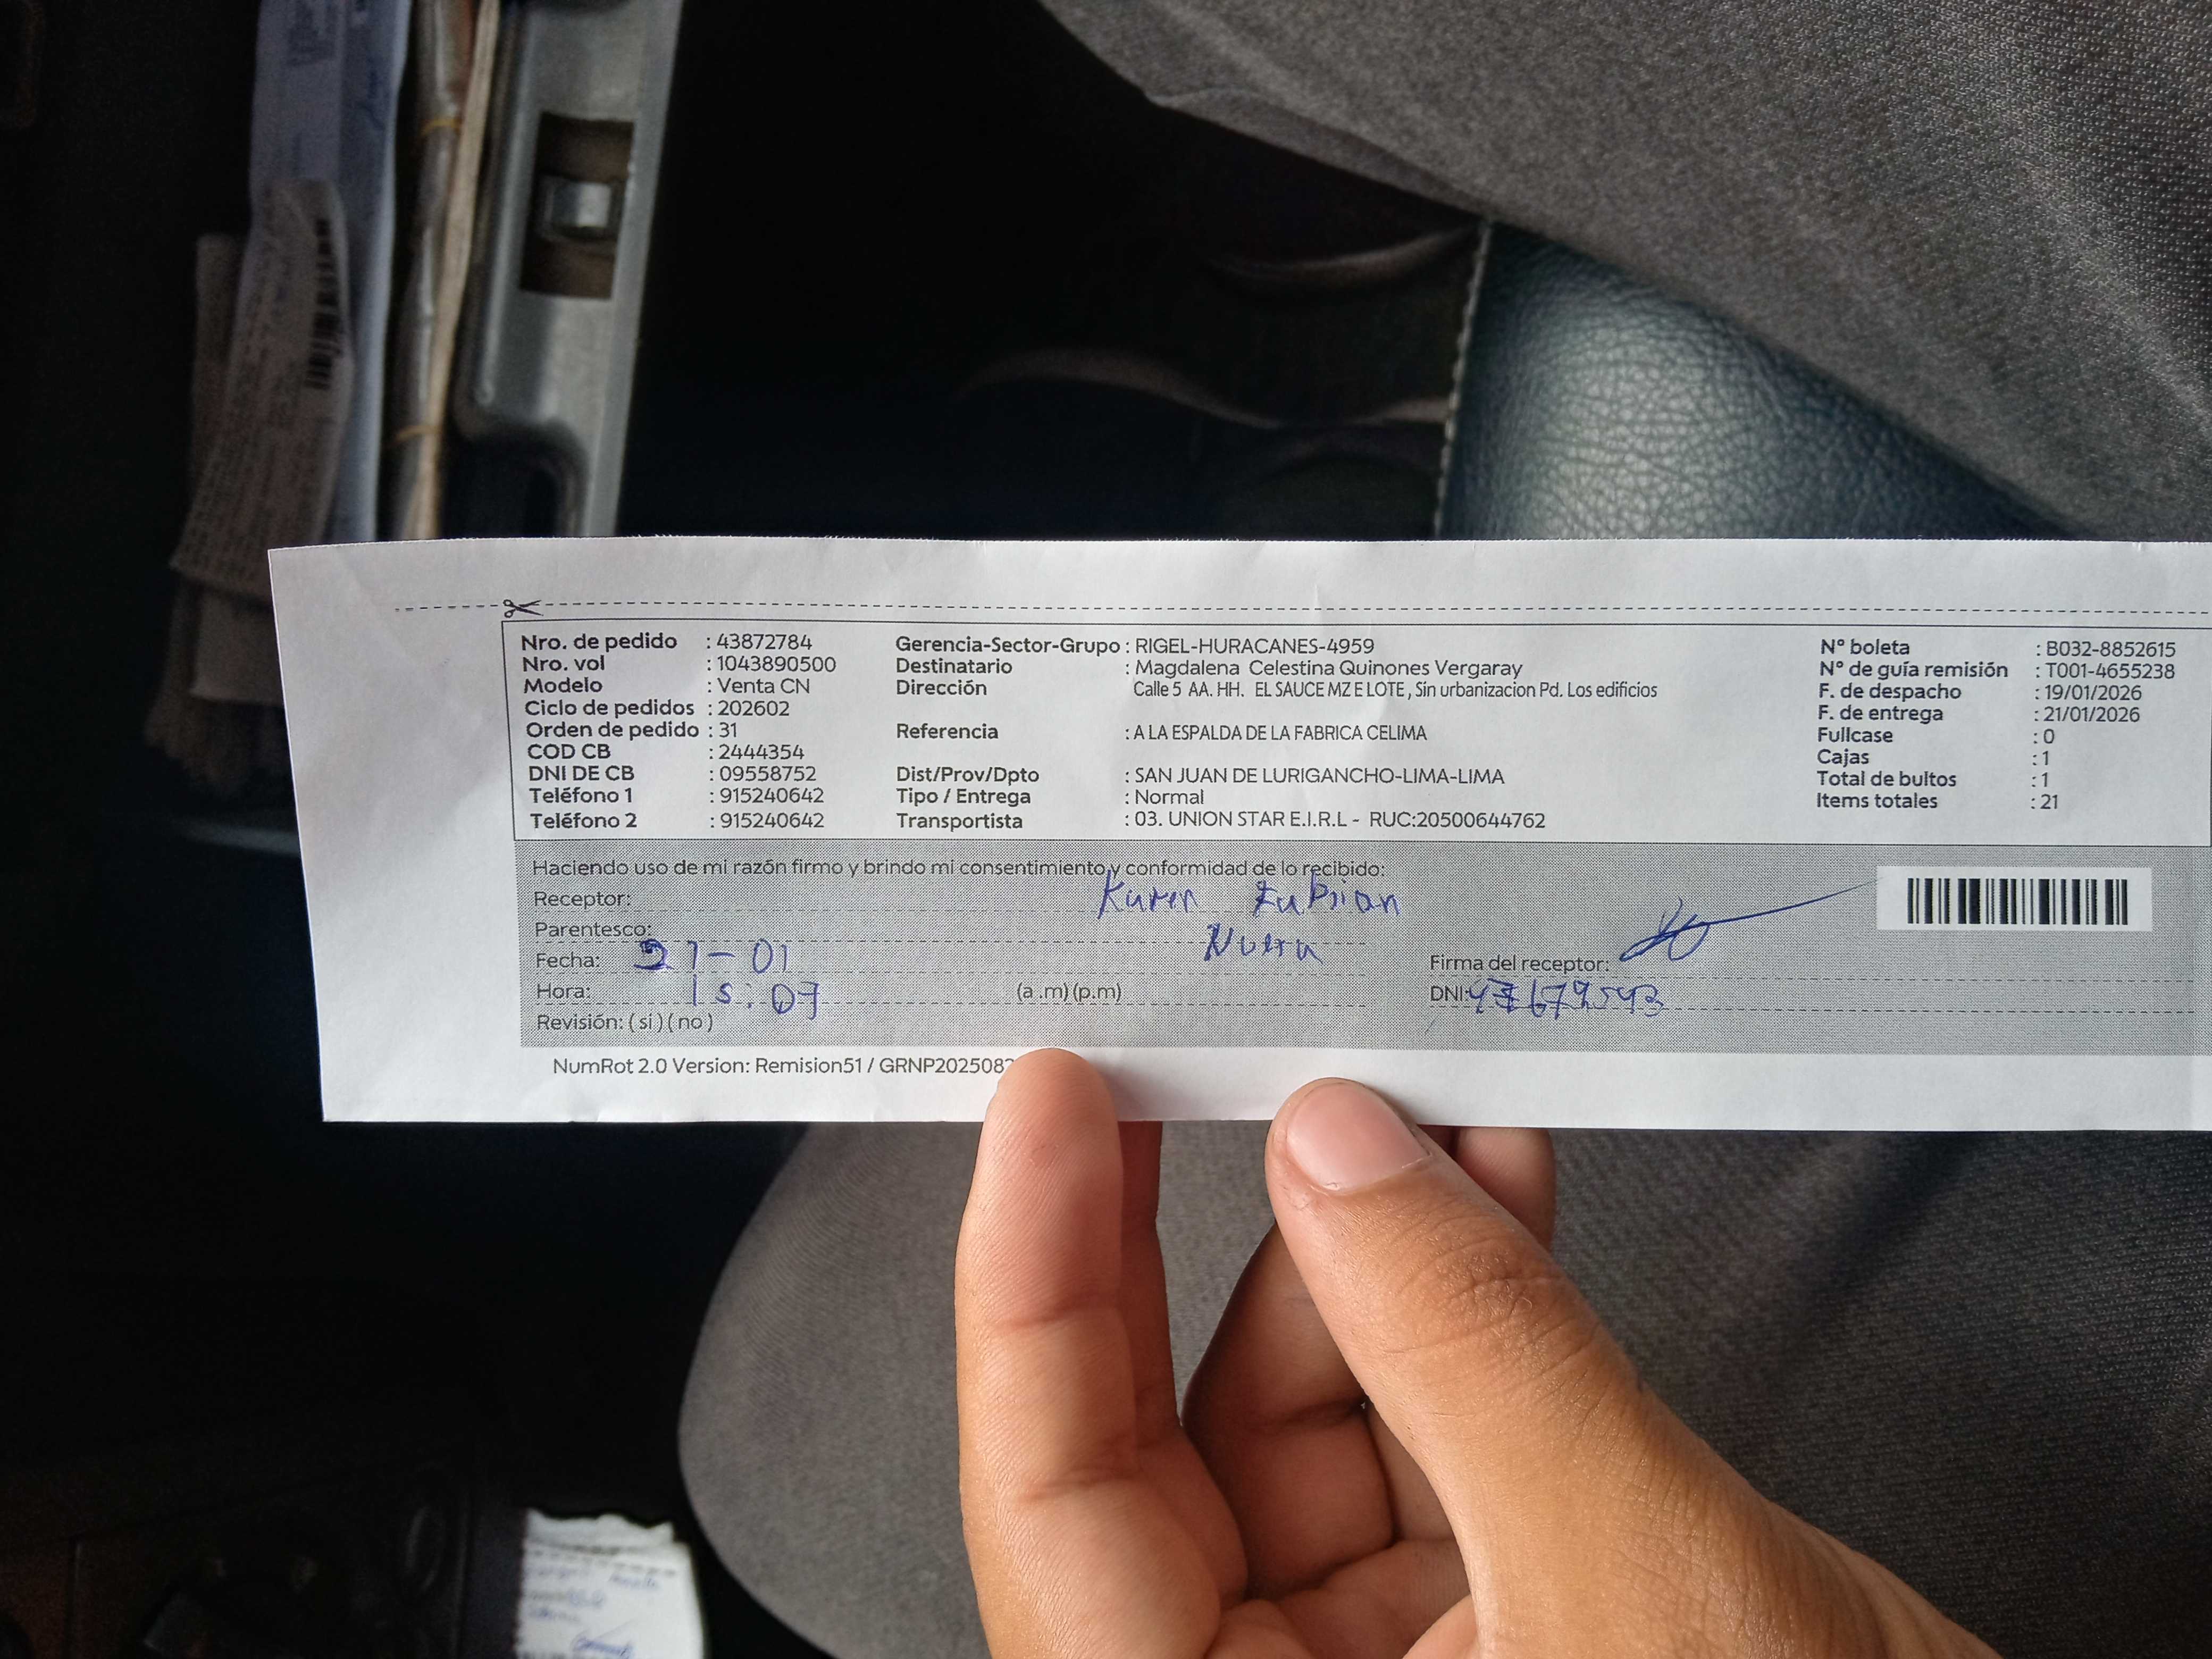 Nro. de pedido : 43872784
Nro. vol : 1043890500
Modelo : Venta CN
Ciclo de pedidos : 202602
Orden de pedido : 31
COD CB : 2444354
DNI DE CB : 09558752
Teléfono 1 : 915240642
Teléfono 2 : 915240642
Gerencia-Sector-Grupo : RIGEL-HURACANES-4959
Destinatario : Magdalena Celestina Quinones Vergaray
Dirección Calle 5 AA. HH. EL SAUCE MZ E LOTE , Sin urbanizacion Pd. Los edificios
Referencia : A LA ESPALDA DE LA FABRICA CELIMA
Dist/Prov/Dpto : SAN JUAN DE LURIGANCHO-LIMA-LIMA
Tipo / Entrega : Normal
Transportista : 03. UNION STAR E.I.R.L - RUC:20500644762
Nº boleta : B032-8852615
Nº de guía remisión : T001-4655238
F. de despacho : 19/01/2026
F. de entrega : 21/01/2026
Fullcase : 0
Cajas : 1
Total de bultos : 1
Items totales : 21
Haciendo uso de mi razón firmo y brindo mi consentimiento y conformidad de lo recibido:
Receptor: Karen Fabian
Parentesco: Nuera
Fecha: 21-01
Hora: 15:07 (a .m) (p.m)
Revisión: ( si ) ( no )
Firma del receptor:
DNI:
NumRot 2.0 Version: Remision51 / GRNP202508